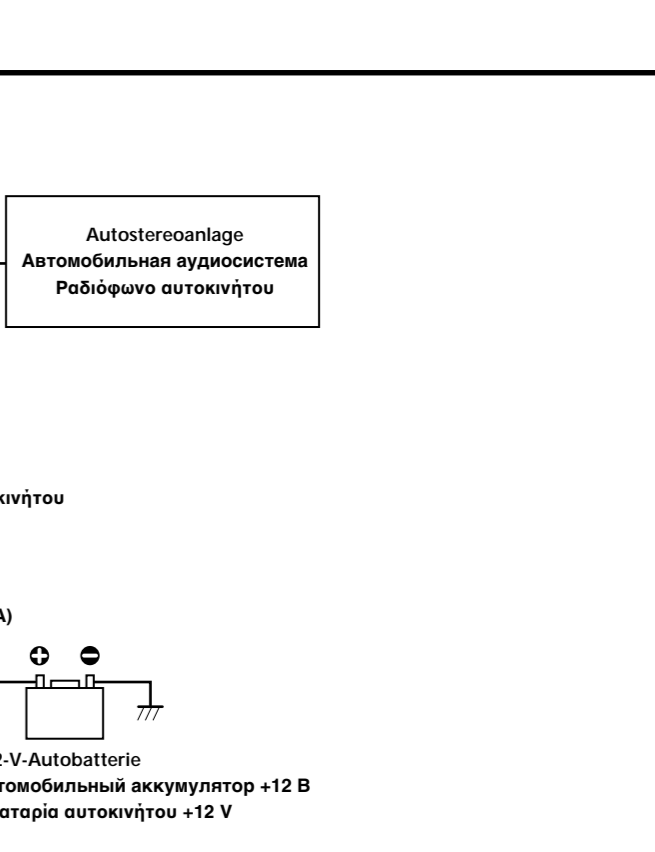 Autostereoanlage
Автомобильная аудиосистема
Ραδιόφωνο αυτοκινήτου
κινήτου
A)
2-V-Autobatterie
томобильный аккумулятор +12 В
αταρία αυτοκινήτου +12 V